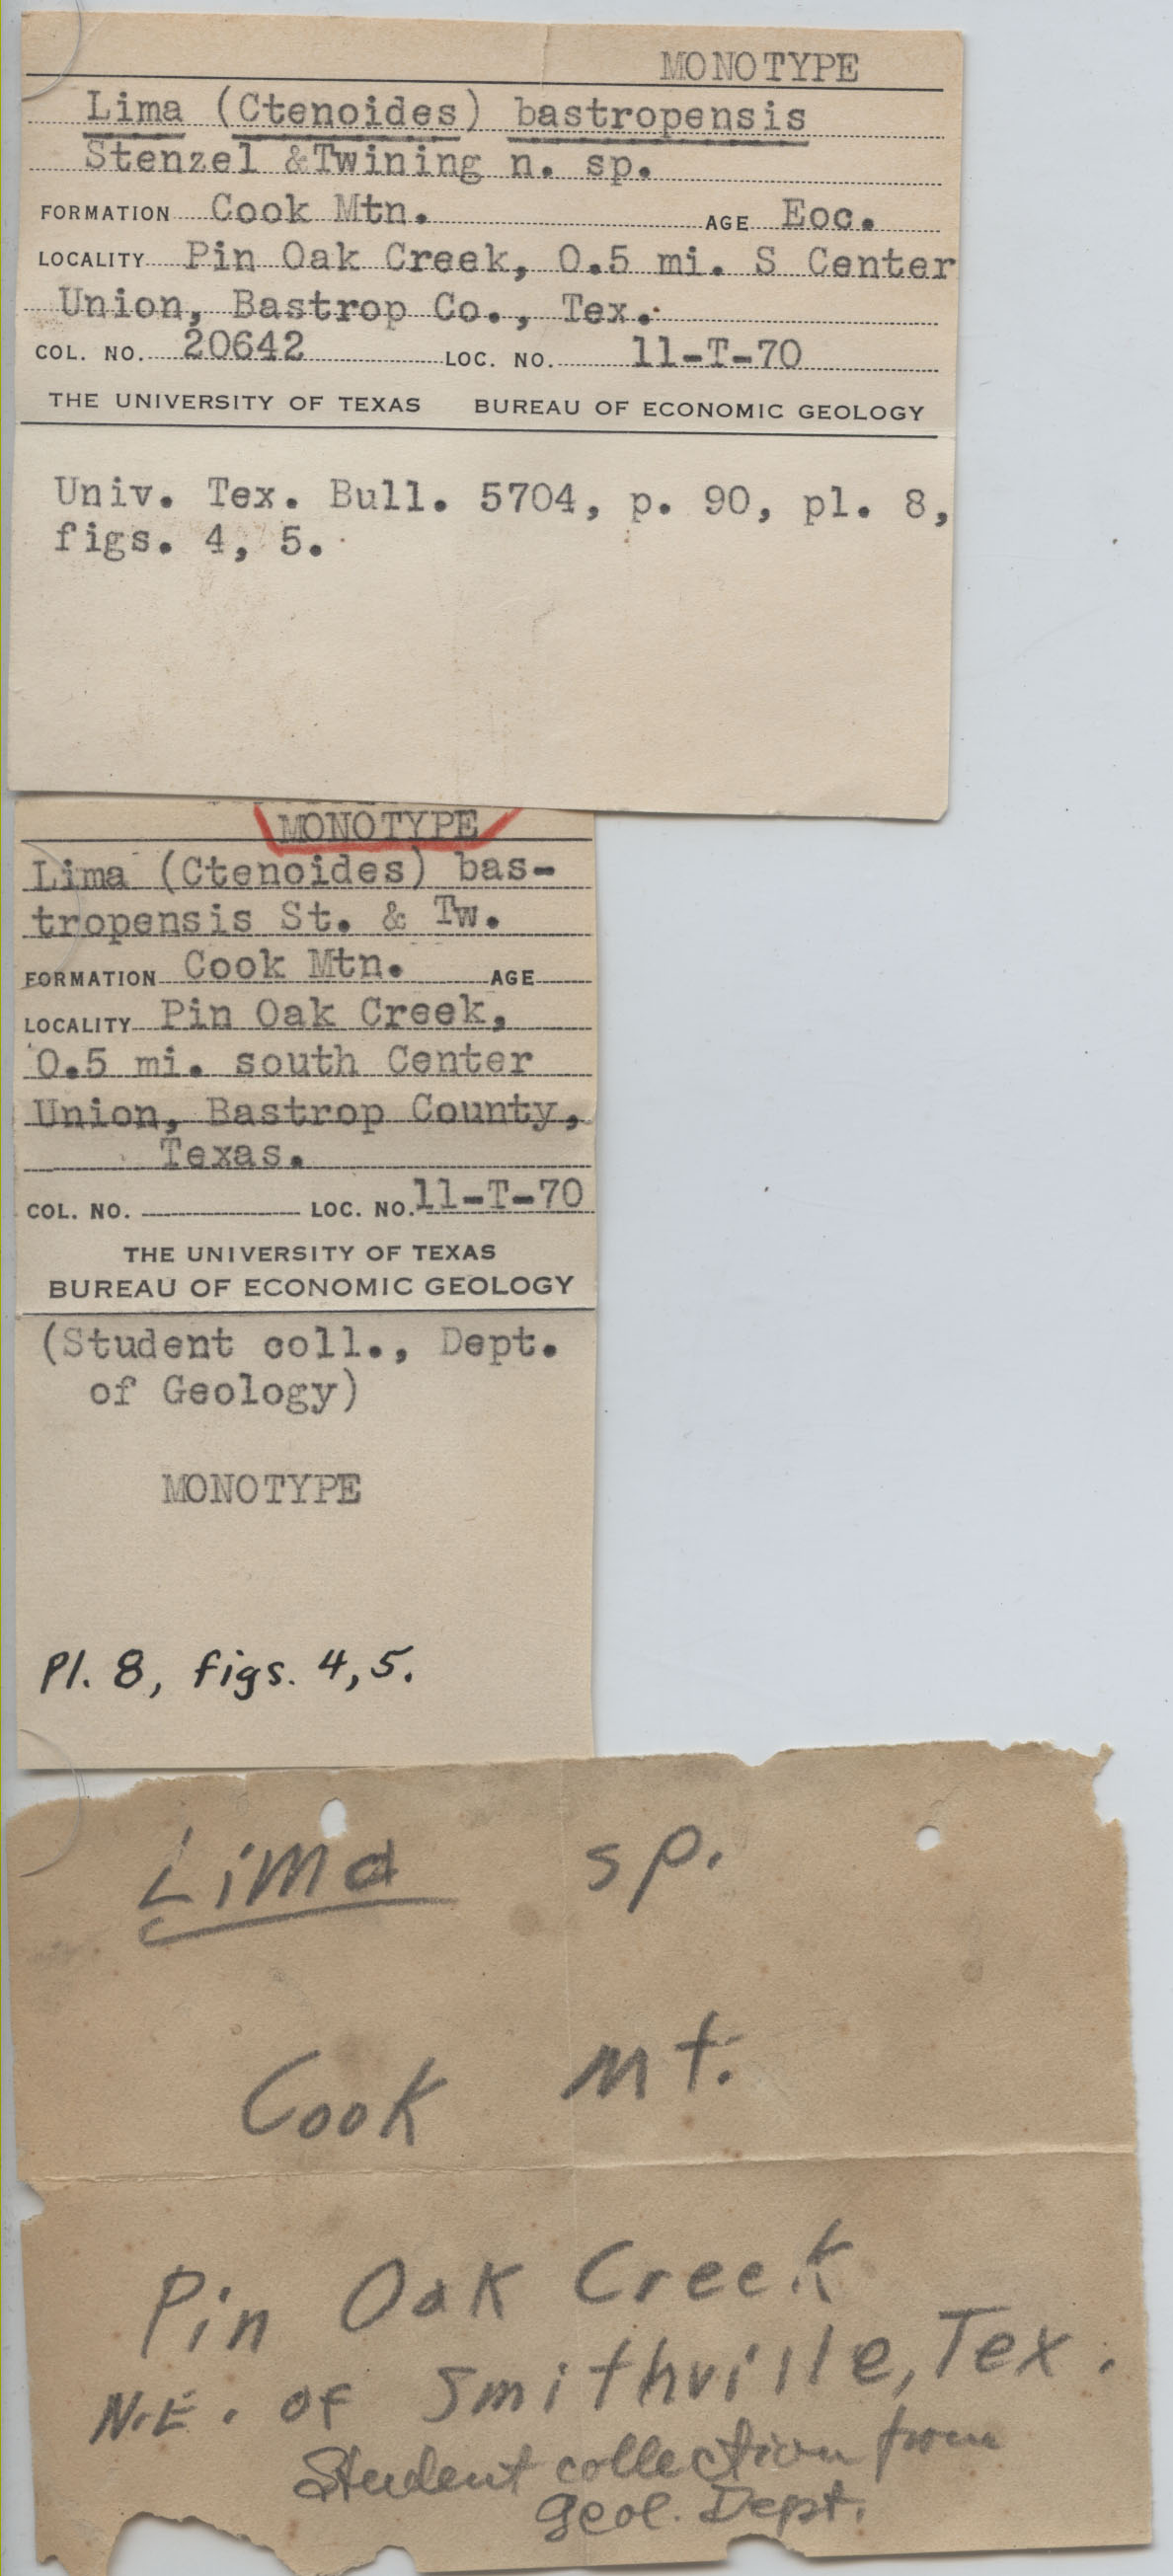 MONOTYPE
Lima (Ctenoides) bastropensis
Stenzel &Twining n. sp.
FORMATION Cook Mtn. AGE Eoc.
LOCALITY Pin Oak Creek, 0.5 mi. S Center
Union, Bastrop Co., Tex.
COL. NO. 20642 LOC. NO. 11-T-70
THE UNIVERSITY OF TEXAS BUREAU OF ECONOMIC GEOLOGY
Univ. Tex. Bull. 5704, p. 90, pl. 8,
figs. 4, 5.
MONOTYPE
Lima (Ctenoides) bas-
tropensis St. & Tw.
FORMATION Cook Mtn. AGE
LOCALITY Pin Oak Creek,
0.5 mi. south Center
Union, Bastrop County,
Texas.
COL. NO. LOC. NO. 11-T-70
THE UNIVERSITY OF TEXAS
BUREAU OF ECONOMIC GEOLOGY
(Student coll., Dept.
of Geology)
MONOTYPE
Pl. 8, figs. 4,5.
Lima sp.
Cook Mt.
Pin Oak Creek
N.E. of Smithville, Tex.
Student collection from
Geol. Dept.